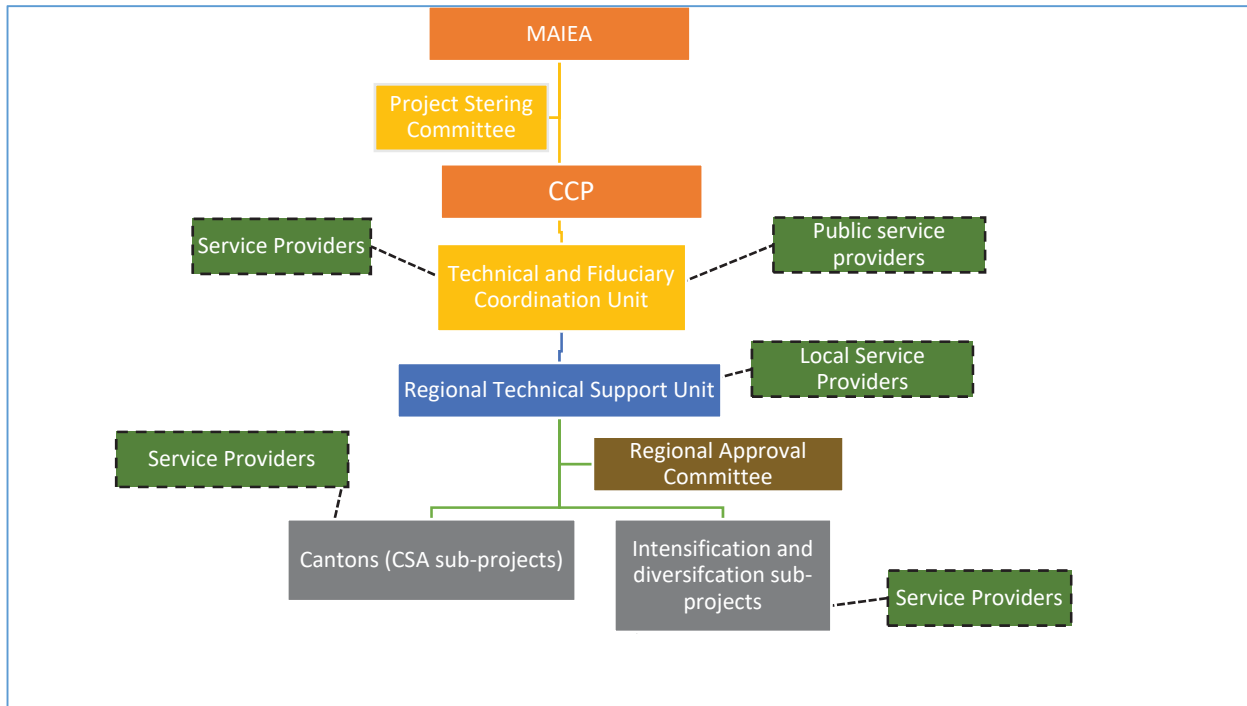 MAIEA
Project Stering
Committee
CCP
Service Providers
Public service
providers
Technical and Fiduciary
Coordination Unit
Local Service
Providers
Regional Technical Support Unit
Service Providers
Regional Approval
Committee
Cantons (CSA sub-projects)
Intensification and
diversifcation sub-
projects
Service Providers